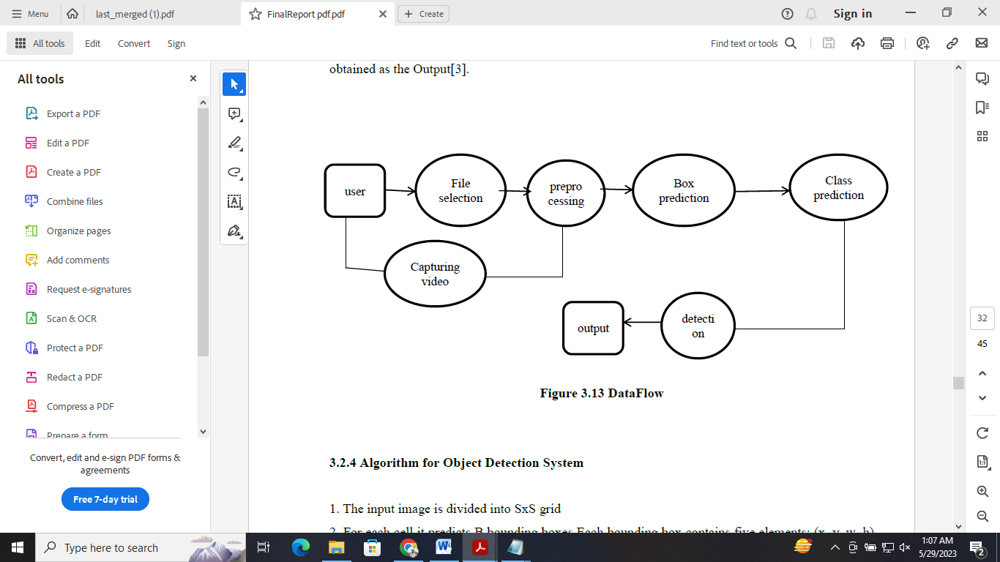 Menu
last_merged (1).pdf
FinalReport pdf.pdf
Create
Sign in
All tools
Edit
Convert
Sign
Find text or tools
All tools
Export a PDF
Edit a PDF
Create a PDF
Combine files
Organize pages
Add comments
Request e-signatures
Scan & OCR
Protect a PDF
Redact a PDF
Compress a PDF
Prepare a form
Convert, edit and e-sign PDF forms &
agreements
Free 7-day trial
obtained as the Output[3].
user
File
selection
prepro
cessing
Box
prediction
Class
prediction
Capturing
video
output
detecti
on
Figure 3.13 DataFlow
3.2.4 Algorithm for Object Detection System
1. The input image is divided into SxS grid
2. For each cell it predicts B bounding boxes Each bounding box contains five elements: (x, y, w, h)
32
45
1:1
Type here to search
1:07 AM
5/29/2023
2